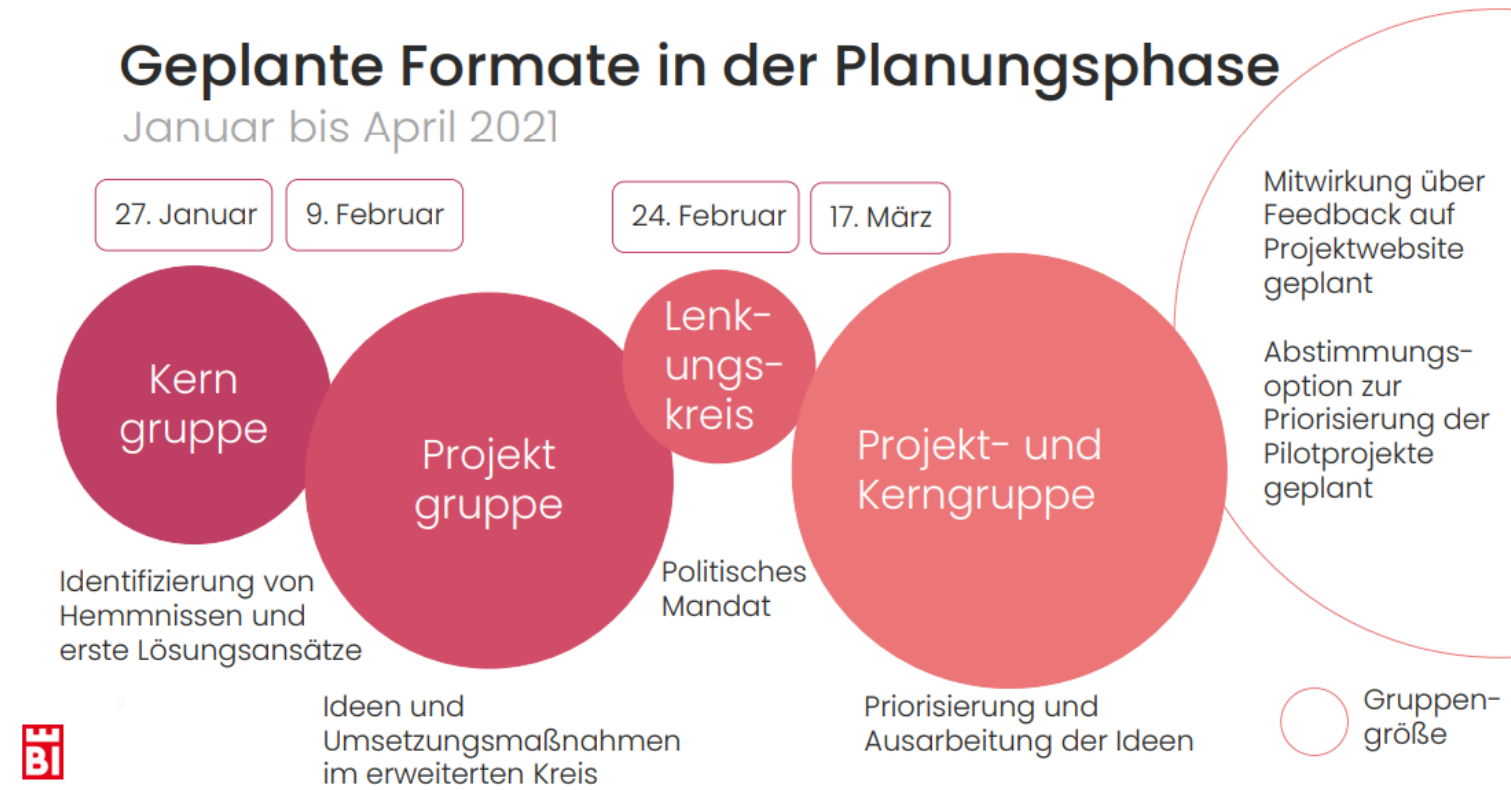 Geplante Formate in der Planungsphase
Januar bis April 2021
27. Januar
9. Februar
24. Februar
17. März
Kern
gruppe
Projekt
gruppe
Lenk-
ungs-
kreis
Projekt- und
Kerngruppe
Mitwirkung über
Feedback auf
Projektwebsite
geplant
Abstimmungs-
option zur
Priorisierung der
Pilotprojekte
geplant
Identifizierung von
Hemmnissen und
erste Lösungsansätze
Ideen und
Umsetzungsmaßnahmen
im erweiterten Kreis
Politisches
Mandat
Priorisierung und
Ausarbeitung der Ideen
Gruppen-
größe
BI